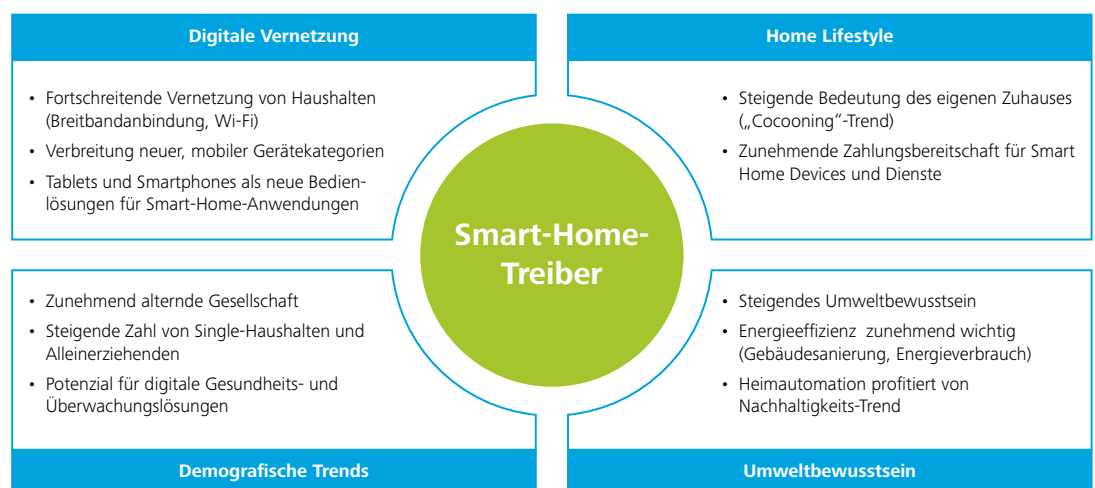 Digitale Vernetzung
• Fortschreitende Vernetzung von Haushalten
(Breitbandanbindung, Wi-Fi)
• Verbreitung neuer, mobiler Gerätekategorien
• Tablets und Smartphones als neue Bedien-
lösungen für Smart-Home-Anwendungen
Home Lifestyle
• Steigende Bedeutung des eigenen Zuhauses
(„Cocooning“-Trend)
• Zunehmende Zahlungsbereitschaft für Smart
Home Devices und Dienste
Smart-Home-
Treiber
• Zunehmend alternde Gesellschaft
• Steigende Zahl von Single-Haushalten und
Alleinerziehenden
• Potenzial für digitale Gesundheits- und
Überwachungslösungen
Demografische Trends
• Steigendes Umweltbewusstsein
• Energieeffizienz zunehmend wichtig
(Gebäudesanierung, Energieverbrauch)
• Heimautomation profitiert von
Nachhaltigkeits-Trend
Umweltbewusstsein